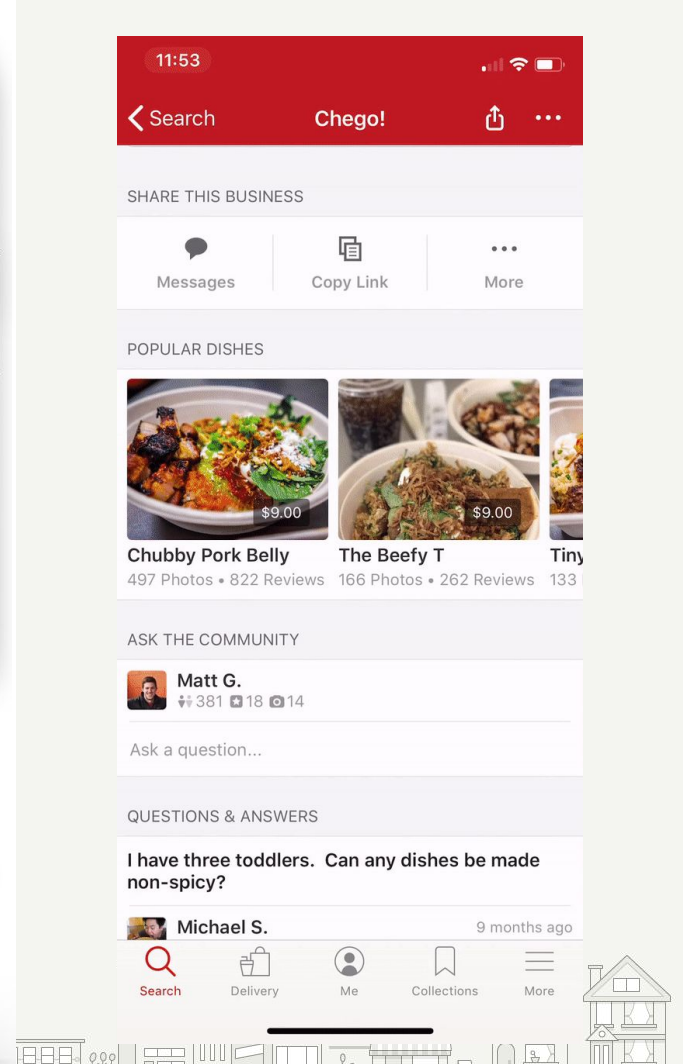 11:53
Search
Chego!
SHARE THIS BUSINESS
Messages
Copy Link
More
POPULAR DISHES
$9.00
$9.00
Chubby Pork Belly
The Beefy T
Tiny
497 Photos • 822 Reviews
166 Photos • 262 Reviews
133
ASK THE COMMUNITY
Matt G.
381 18 14
Ask a question...
QUESTIONS & ANSWERS
I have three toddlers. Can any dishes be made
non-spicy?
Michael S.
9 months ago
Search
Delivery
Me
Collections
More